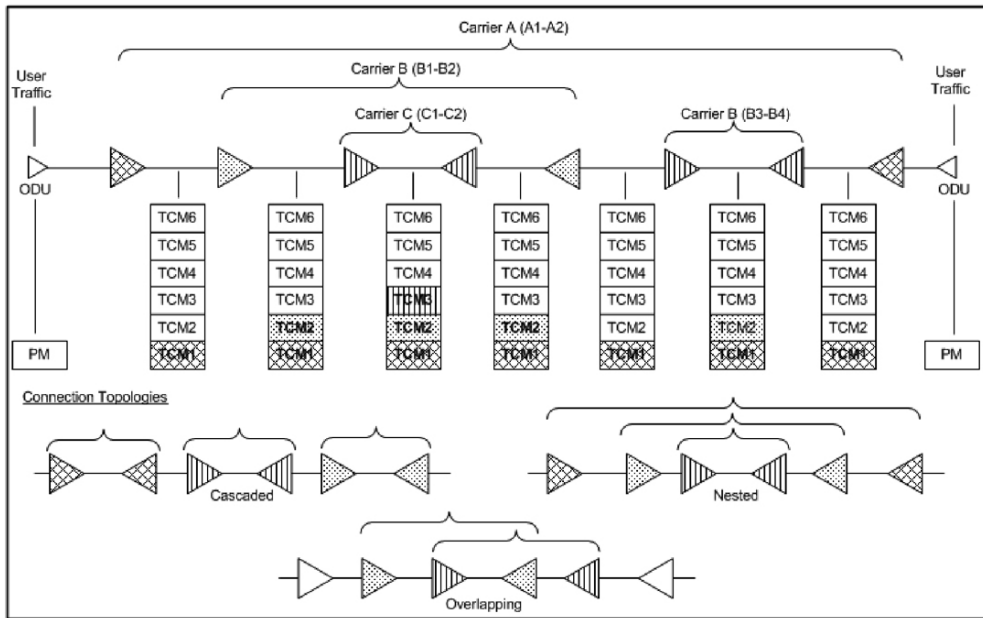 Carrier A (A1-A2)
User
Traffic
Carrier B (B1-B2)
User
Traffic
Carrier C (C1-C2)
Carrier B (B3-B4)
ODU
ODU
TCM6 TCM6 TCM6 TCM6 TCM6 TCM6 TCM6
TCM5 TCM5 TCM5 TCM5 TCM5 TCM5 TCM5
TCM4 TCM4 TCM4 TCM4 TCM4 TCM4 TCM4
TCM3 TCM3 TCM3 TCM3 TCM3 TCM3 TCM3
TCM2 TCM2 TCM2 TCM2 TCM2 TCM2 TCM2
PM TCM1 TCM1 TCM1 TCM1 TCM1 TCM1 TCM1 PM
Connection Topologies
Cascaded
Nested
Overlapping